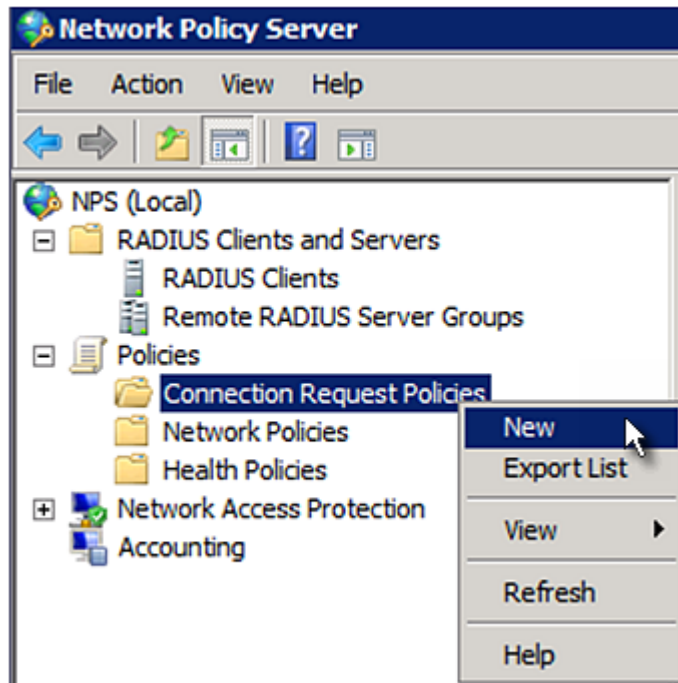 Network Policy Server
File Action View Help
NPS (Local)
RADIUS Clients and Servers
RADIUS Clients
Remote RADIUS Server Groups
Policies
Connection Request Policies
Network Policies
Health Policies
Network Access Protection
Accounting
New
Export List
View
Refresh
Help